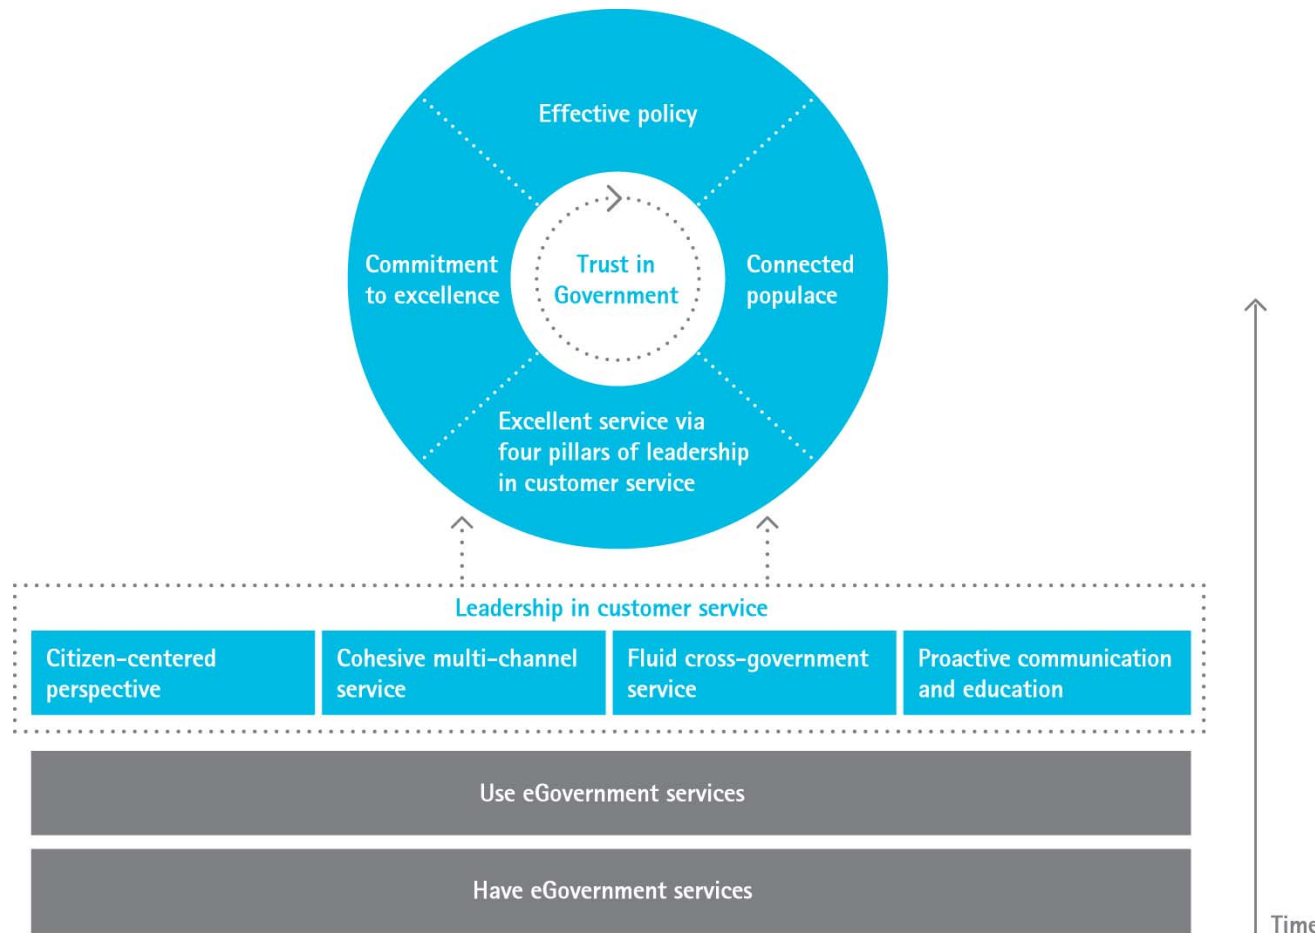 Effective policy
Commitment
to excellence
Trust in
Government
Connected
populace
Excellent service via
four pillars of leadership
in customer service
Leadership in customer service
Citizen-centered
perspective
Cohesive multi-channel
service
Fluid cross-government
service
Proactive communication
and education
Use eGovernment services
Have eGovernment services
Time